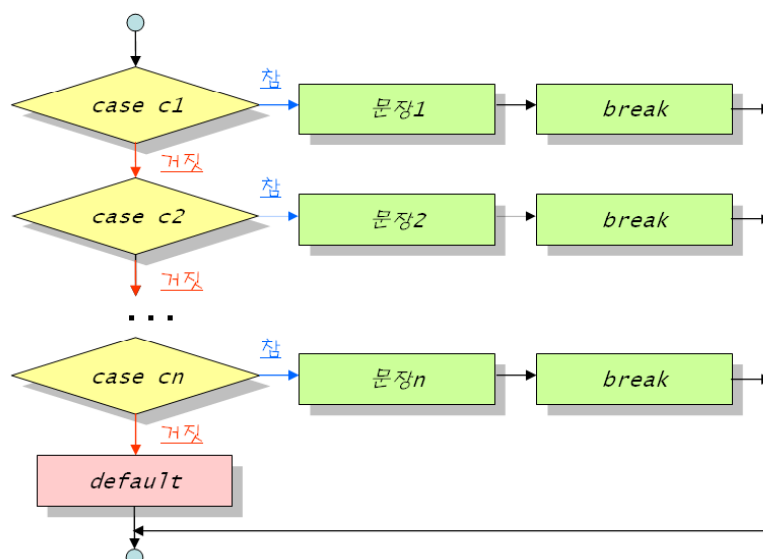 참
case c1
문장1
break
거짓
참
case c2
문장2
break
거짓
...
참
case cn
문장n
break
거짓
default